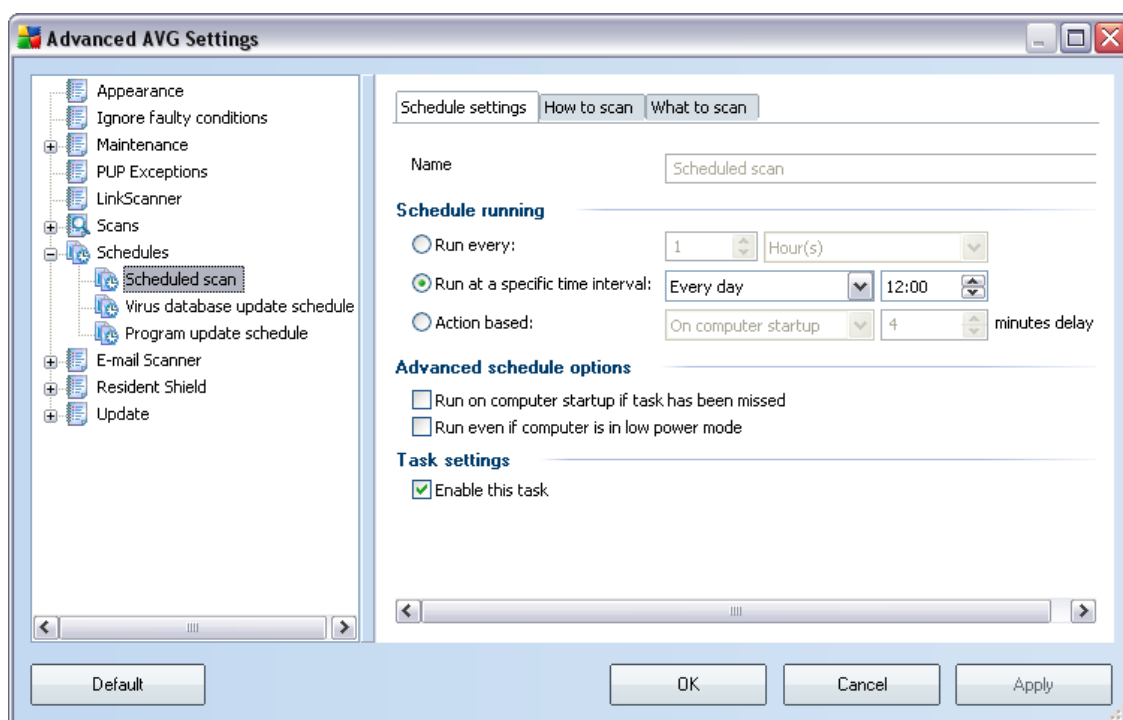 Advanced AVG Settings
Appearance
Ignore faulty conditions
Maintenance
PUP Exceptions
LinkScanner
Scans
Schedules
Scheduled scan
Virus database update schedule
Program update schedule
E-mail Scanner
Resident Shield
Update
Schedule settings How to scan What to scan
Name Scheduled scan
Schedule running
Run every: 1 Hour(s)
Run at a specific time interval: Every day 12:00
Action based: On computer startup 4 minutes delay
Advanced schedule options
Run on computer startup if task has been missed
Run even if computer is in low power mode
Task settings
Enable this task
Default OK Cancel Apply